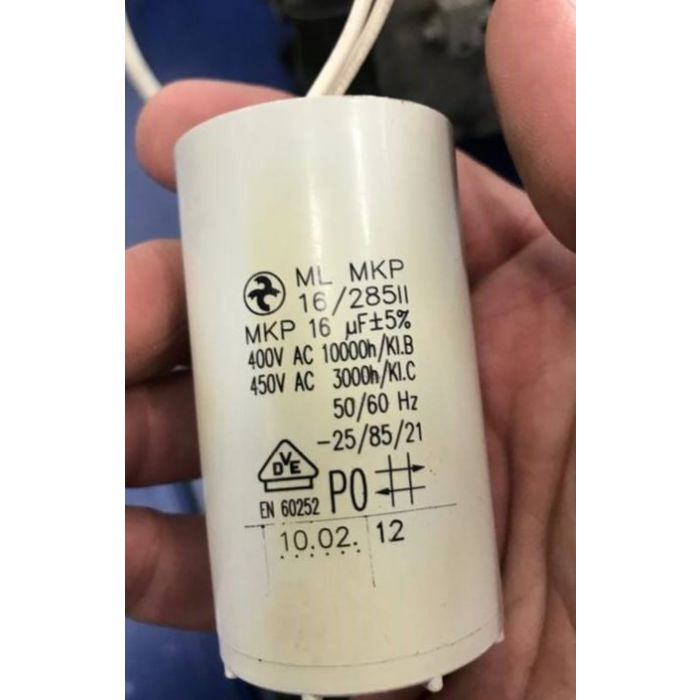 ML MKP
16/285II
MKP 16 µF±5%
400V AC 10000h/Kl.B
450V AC 3000h/Kl.C
50/60 Hz
-25/85/21
DVE
EN 60252 P0
10.02. 12